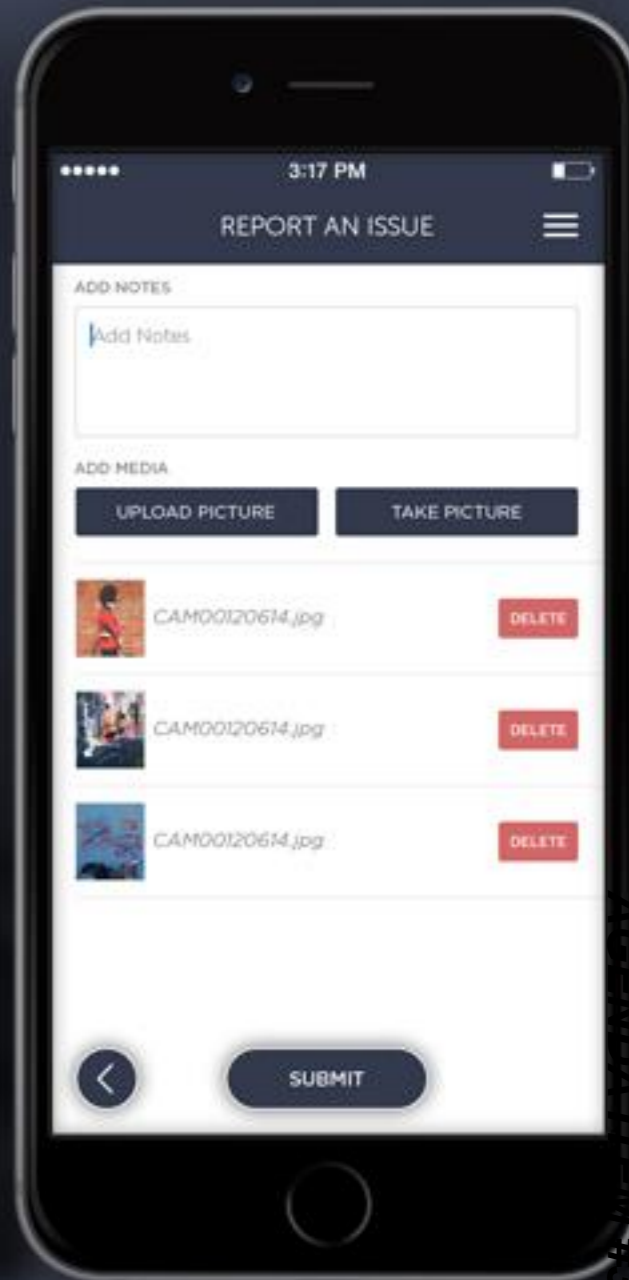 3:17 PM
REPORT AN ISSUE
ADD NOTES
Add Notes
ADD MEDIA
UPLOAD PICTURE TAKE PICTURE
CAM00120614.jpg DELETE
CAM00120614.jpg DELETE
CAM00120614.jpg DELETE
SUBMIT